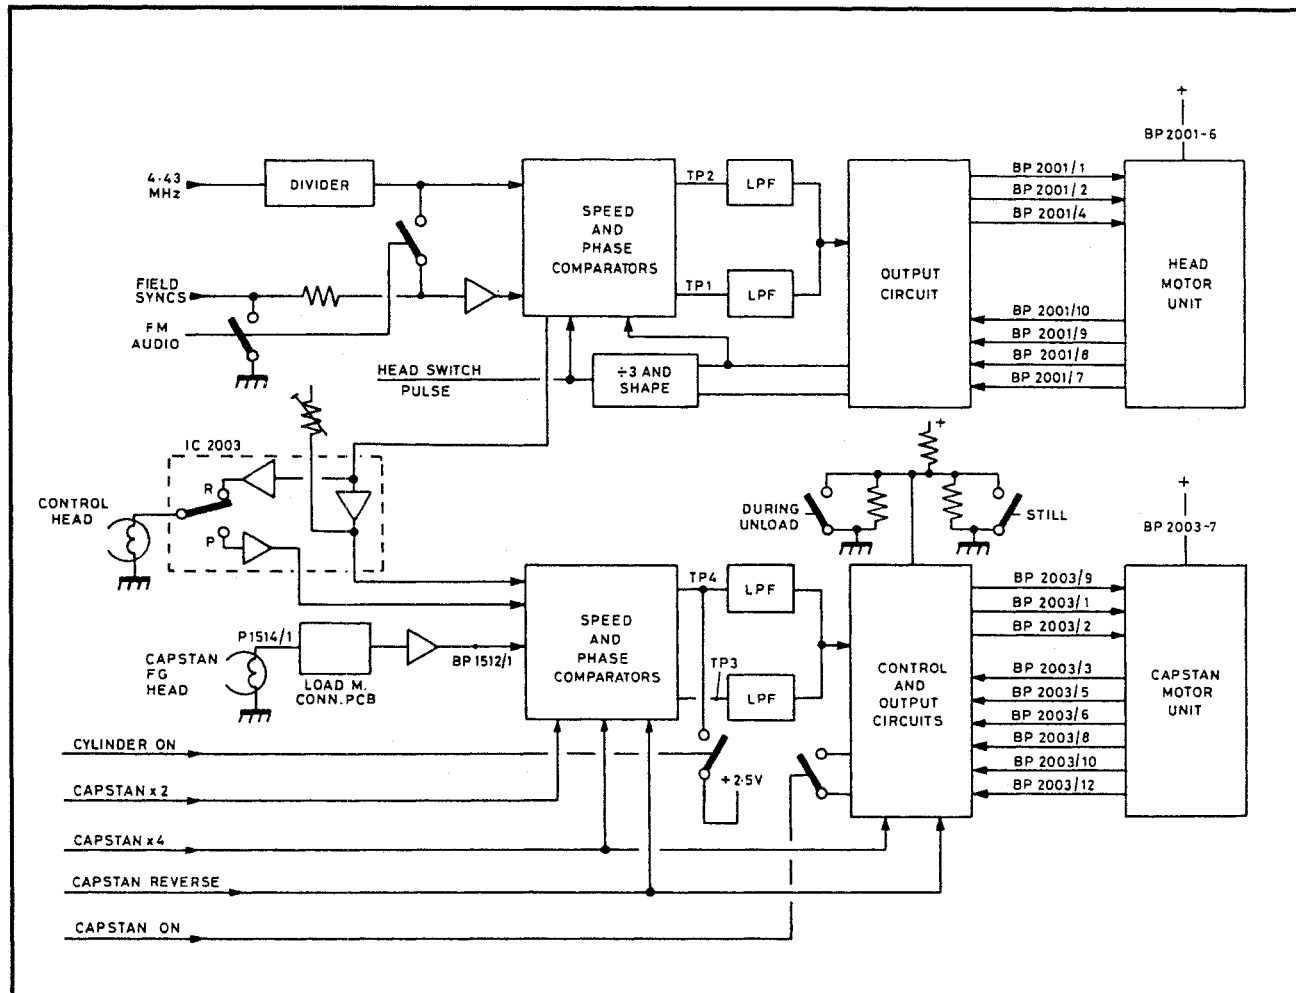 +
BP 2001-6
4·43
MHz
DIVIDER
SPEED
AND
PHASE
COMPARATORS
TP2
LPF
TP1
LPF
OUTPUT
CIRCUIT
BP 2001/1
BP 2001/2
BP 2001/4
BP 2001/10
BP 2001/9
BP 2001/8
BP 2001/7
HEAD
MOTOR
UNIT
FIELD
SYNCS
FM
AUDIO
HEAD SWITCH
PULSE
÷3 AND
SHAPE
IC 2003
R
P
CONTROL
HEAD
+
DURING
UNLOAD
STILL
+
BP 2003-7
P1514/1
CAPSTAN
FG
HEAD
LOAD M.
CONN. PCB
BP 1512/1
SPEED
AND
PHASE
COMPARATORS
TP4
LPF
TP3
LPF
CONTROL
AND
OUTPUT
CIRCUITS
BP 2003/9
BP 2003/1
BP 2003/2
BP 2003/3
BP 2003/5
BP 2003/6
BP 2003/8
BP 2003/10
BP 2003/12
CAPSTAN
MOTOR
UNIT
+2·5V
CYLINDER ON
CAPSTAN x 2
CAPSTAN x 4
CAPSTAN REVERSE
CAPSTAN ON